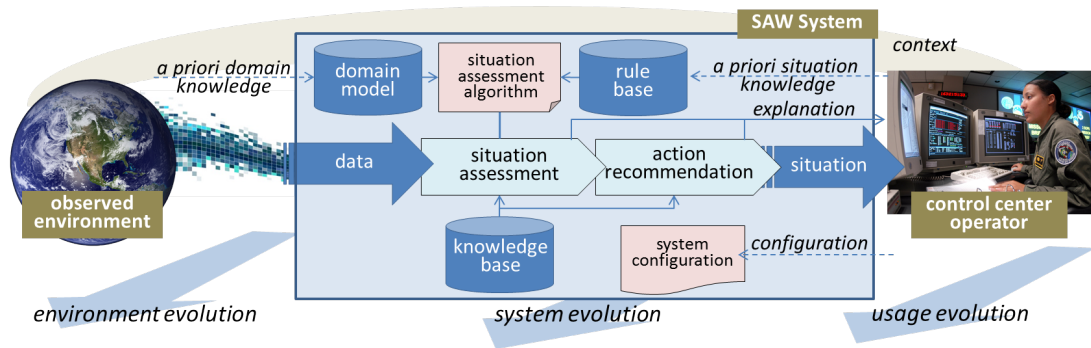 SAW System
context
a priori domain
knowledge
domain
model
situation
assessment
algorithm
rule
base
a priori situation
knowledge
explanation
data
situation
assessment
action
recommendation
situation
observed
environment
control center
operator
knowledge
base
system
configuration
configuration
environment evolution
system evolution
usage evolution